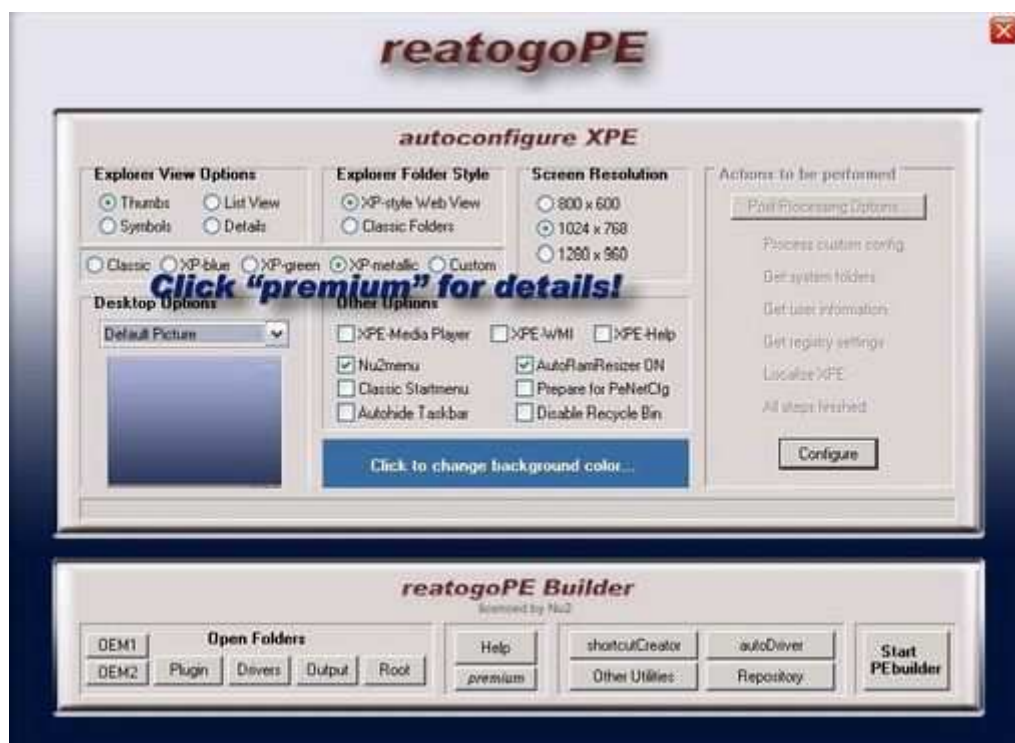 reatogoPE
autoconfigure XPE
Explorer View Options
Thumbs List View
Symbols Details
Explorer Folder Style
XP-style Web View
Classic Folders
Screen Resolution
800 x 600
1024 x 768
1280 x 960
Classic XP-blue XP-green XP-metallic Custom
Click "premium" for details!
Desktop Options
Default Picture
Other Options
XPE-Media Player XPE-WMI XPE-Help
Nu2menu AutoRamResizer ON
Classic Startmenu Prepare for PeNetCfg
Autohide Taskbar Disable Recycle Bin
Click to change background color...
Actions to be performed
Post Processing Options
Process custom config
Get system folders
Get user information
Get registry settings
Localise XPE
All steps finished
Configure
reatogoPE Builder
licenced by Nu2
OEM1 Open Folders
OEM2 Plugin Drivers Output Root
Help
premium
shortcutCreator autoDriver
Other Utilities Repository
Start
PEbuilder